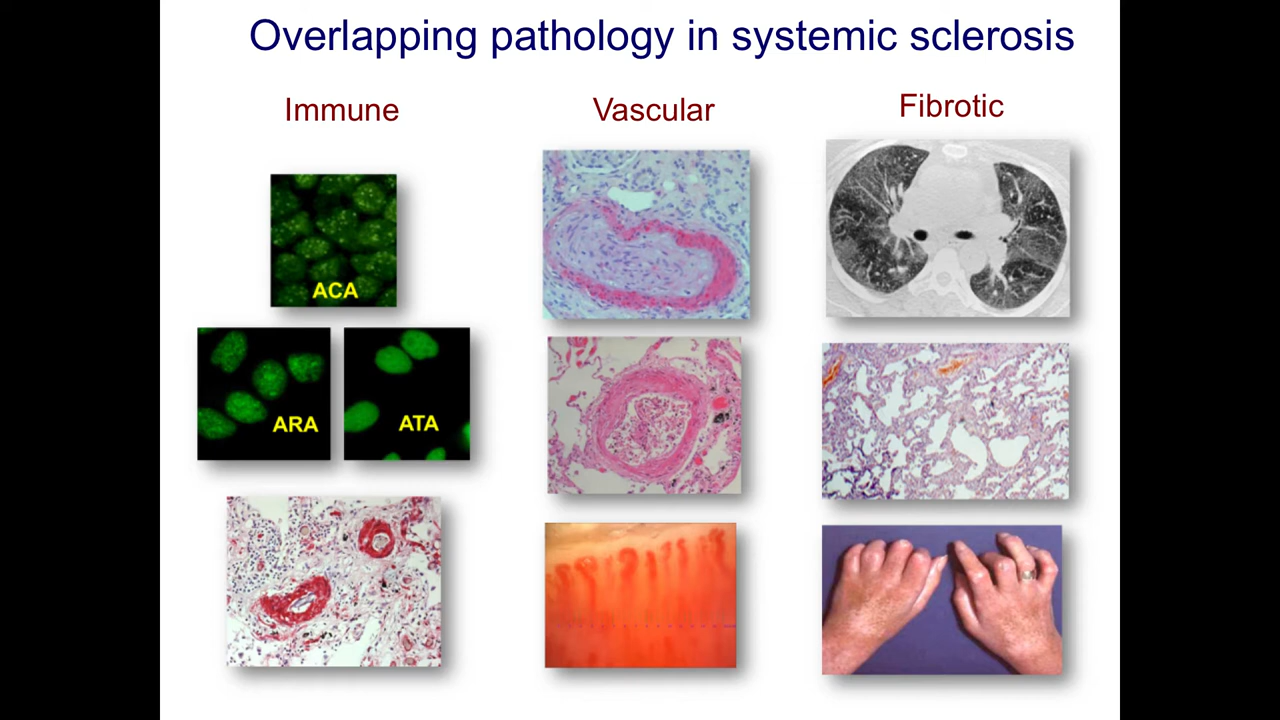 Overlapping pathology in systemic sclerosis
Immune
Vascular
Fibrotic
ACA
ARA
ATA